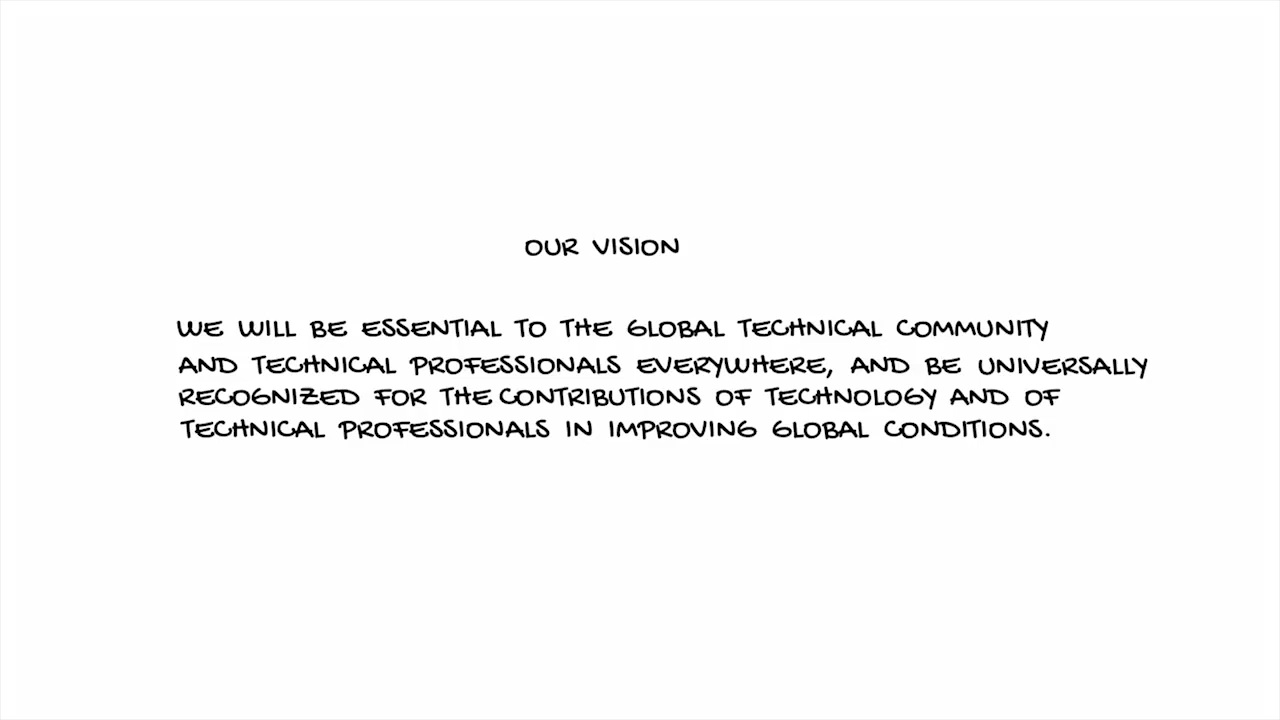 OUR VISION
WE WILL BE ESSENTIAL TO THE GLOBAL TECHNICAL COMMUNITY
AND TECHNICAL PROFESSIONALS EVERYWHERE, AND BE UNIVERSALLY
RECOGNIZED FOR THE CONTRIBUTIONS OF TECHNOLOGY AND OF
TECHNICAL PROFESSIONALS IN IMPROVING GLOBAL CONDITIONS.